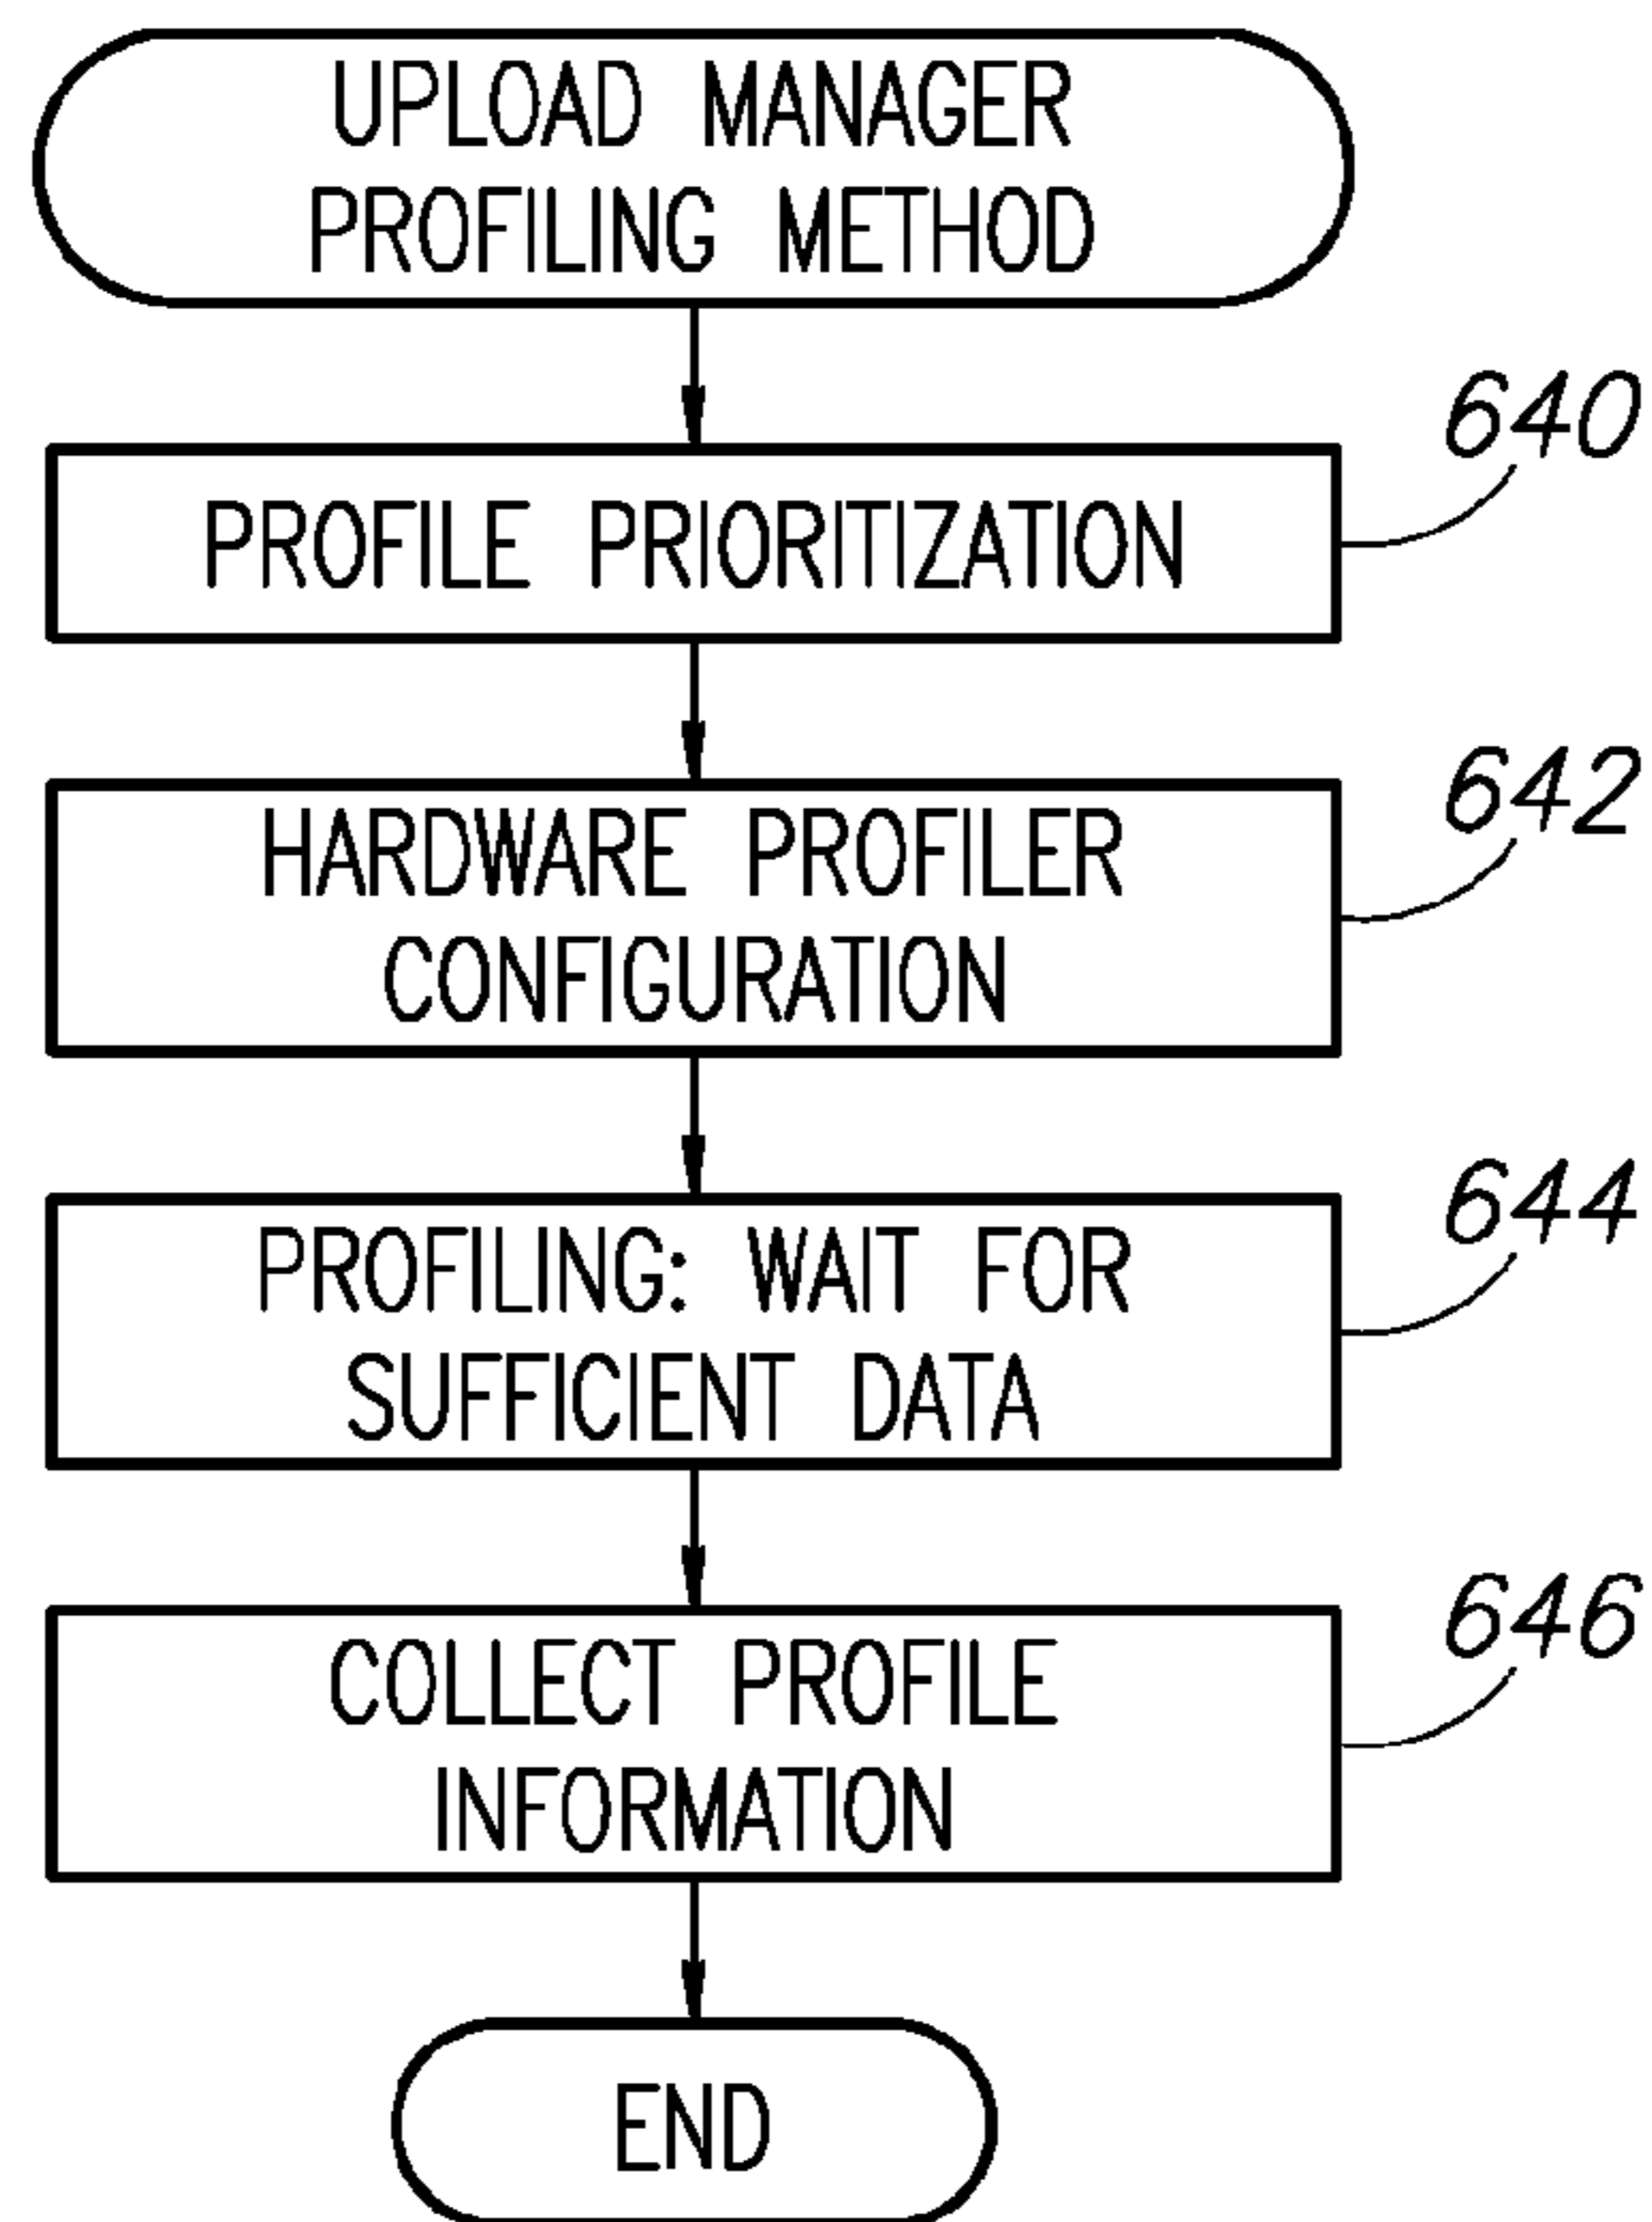 UPLOAD MANAGER
PROFILING METHOD
640
PROFILE PRIORITIZATION
642
HARDWARE PROFILER
CONFIGURATION
644
PROFILING: WAIT FOR
SUFFICIENT DATA
646
COLLECT PROFILE
INFORMATION
END